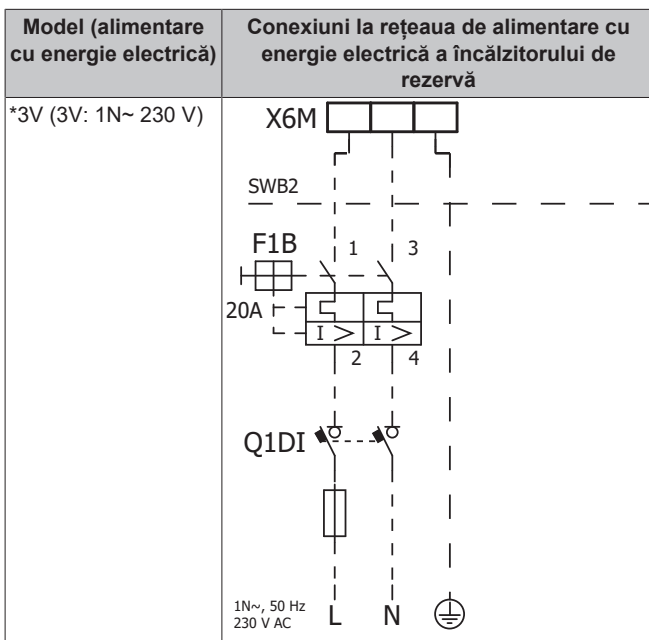 Model (alimentare
cu energie electrică)
Conexiuni la rețeaua de alimentare cu
energie electrică a încălzitorului de
rezervă
*3V (3V: 1N~ 230 V)
X6M
SWB2
F1B
1 3
20A
I > I >
2 4
Q1DI
1N~, 50 Hz
230 V AC
L N